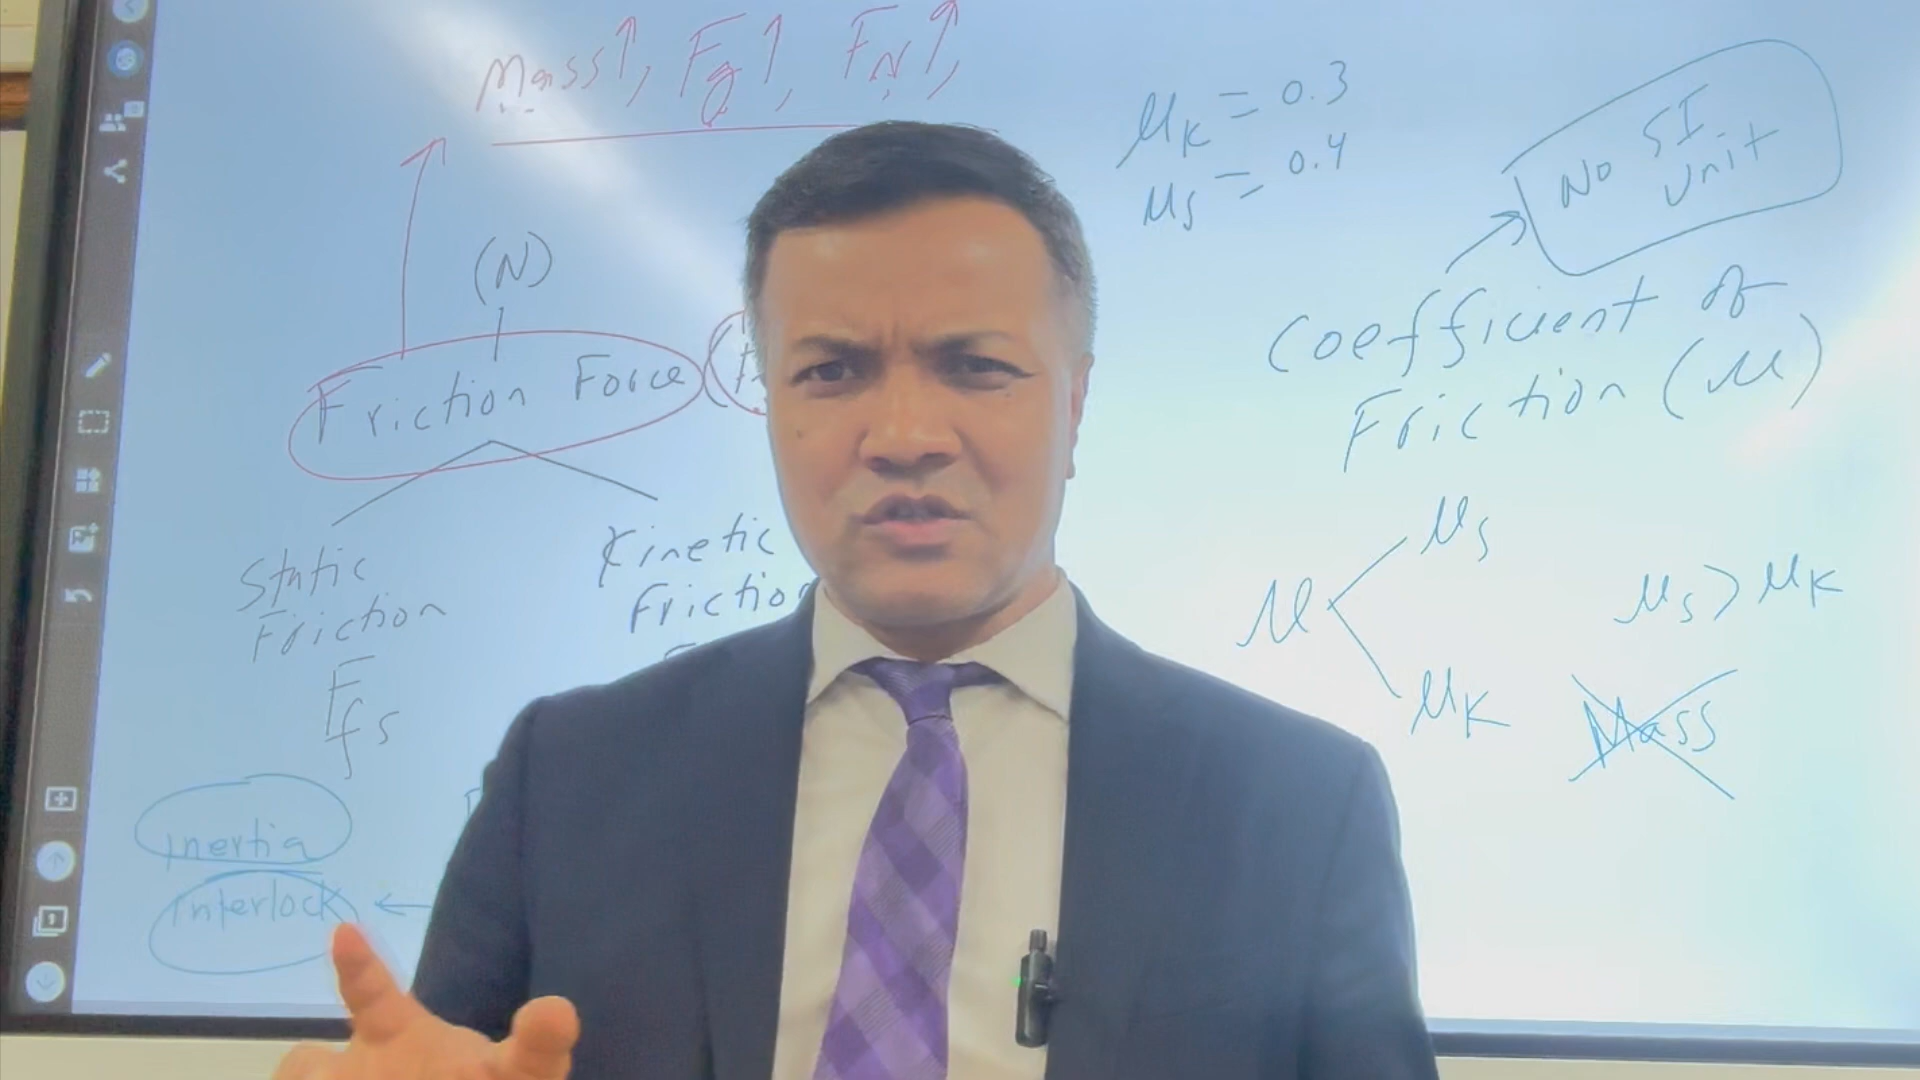 Mass↑, Fg↑, FN↑,
(N)
Friction Force
Static
Friction
Ffs
Kinetic
Friction
inertia
interlock
μK = 0.3
μs = 0.4
No SI
Unit
Coefficient of
Friction (μ)
μs
μ
μK
μs > μK
Mass